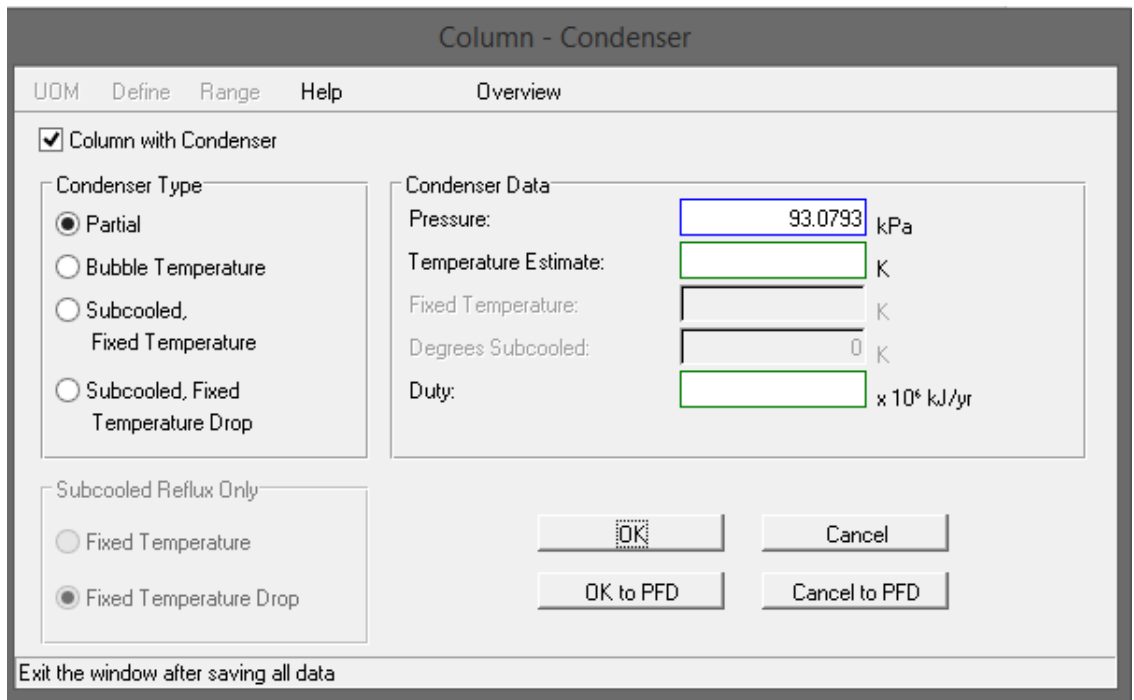 Column - Condenser
UOM Define Range Help Overview
Column with Condenser
Condenser Type
Partial
Bubble Temperature
Subcooled,
Fixed Temperature
Subcooled, Fixed
Temperature Drop
Condenser Data
Pressure: 93.0793 kPa
Temperature Estimate: K
Fixed Temperature: K
Degrees Subcooled: 0 K
Duty: x 10⁶ kJ/yr
Subcooled Reflux Only
Fixed Temperature
Fixed Temperature Drop
OK Cancel
OK to PFD Cancel to PFD
Exit the window after saving all data